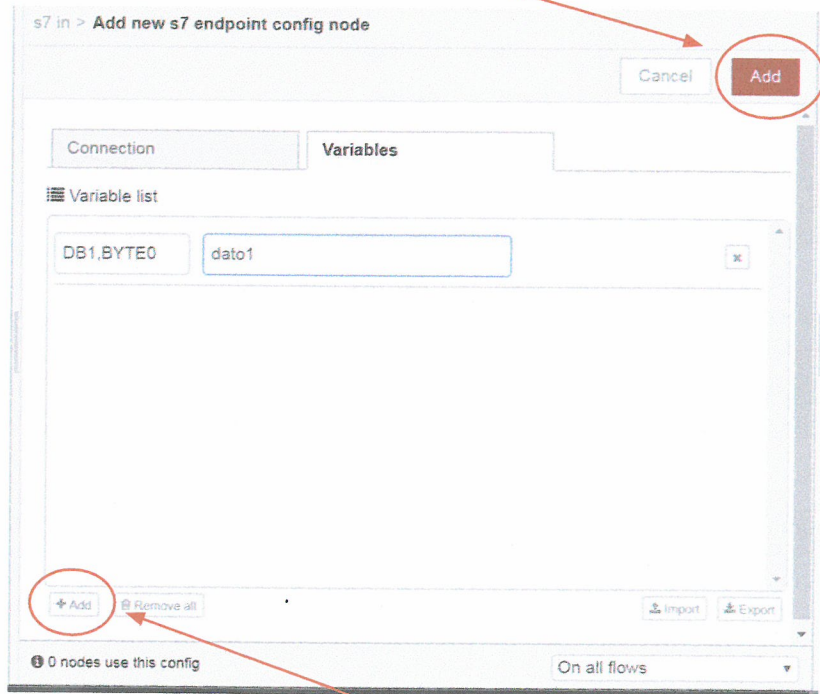 s7 in > Add new s7 endpoint config node
Cancel Add
Connection Variables
Variable list
DB1,BYTE0 dato1 x
+ Add Remove all Import Export
0 nodes use this config On all flows